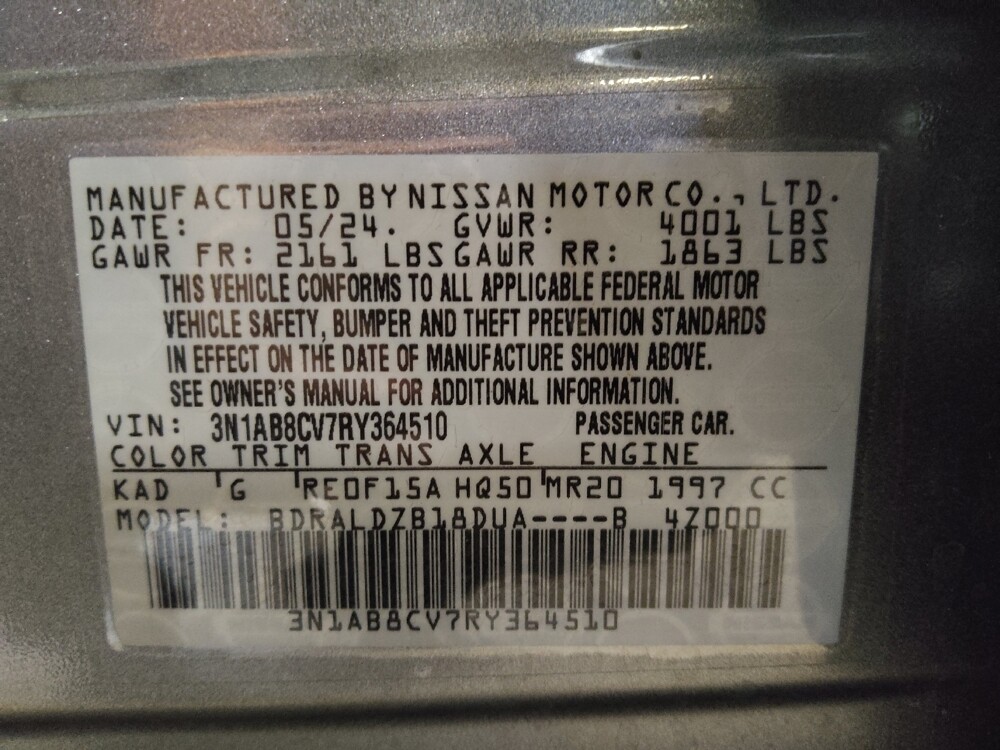 MANUFACTURED BY NISSAN MOTOR CO., LTD.
DATE: 05/24. GVWR: 4001 LBS
GAWR FR: 2161 LBS GAWR RR: 1863 LBS
THIS VEHICLE CONFORMS TO ALL APPLICABLE FEDERAL MOTOR
VEHICLE SAFETY, BUMPER AND THEFT PREVENTION STANDARDS
IN EFFECT ON THE DATE OF MANUFACTURE SHOWN ABOVE.
SEE OWNER'S MANUAL FOR ADDITIONAL INFORMATION.
VIN: 3N1AB8CV7RY364510 PASSENGER CAR.
COLOR TRIM TRANS AXLE ENGINE
KAD G RE0F15A HQ50 MR20 1997 CC
MODEL: BDRALDZB18DUA----B 4Z000
3N1AB8CV7RY364510